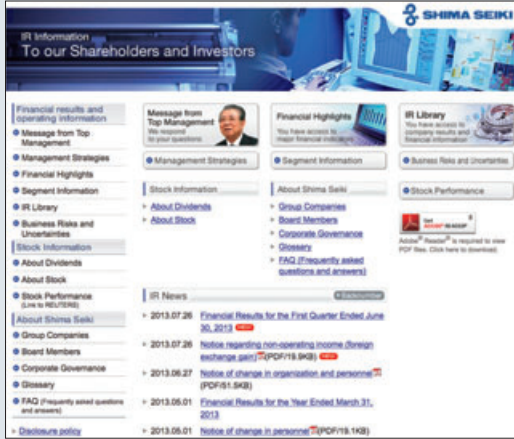 SHIMA SEIKI
IR Information
To our Shareholders and Investors
Financial results and
operating information
Message from Top
Management
Management Strategies
Financial Highlights
Segment Information
IR Library
Business Risks and
Uncertainties
Stock Information
About Dividends
About Stock
Stock Performance
(Link to REUTERS)
About Shima Seiki
Group Companies
Board Members
Corporate Governance
Glossary
FAQ (Frequently asked questions
and answers)
Disclosure policy
Message from
Top Management
We respond
to your questions
Financial Highlights
You have access to
major financial indicators
IR Library
You have access to
company results and
financial information
Management Strategies
Segment Information
Business Risks and Uncertainties
Stock Performance
Stock Information
About Dividends
About Stock
About Shima Seiki
Group Companies
Board Members
Corporate Governance
Glossary
FAQ (Frequently asked
questions and answers)
Get
ADOBE® READER®
Adobe® Reader® is required to view
PDF files. Click here to download.
IR News
Backnumber
2013.07.26 Financial Results for the First Quarter Ended June
30, 2013 NEW
2013.07.26 Notice regarding non-operating income (foreign
exchange gain) (PDF/19.9KB) NEW
2013.06.27 Notice of change in organization and personnel
(PDF/51.5KB)
2013.05.01 Financial Results for the Year Ended March 31,
2013
2013.05.01 Notice of change in personnel (PDF/19.1KB)